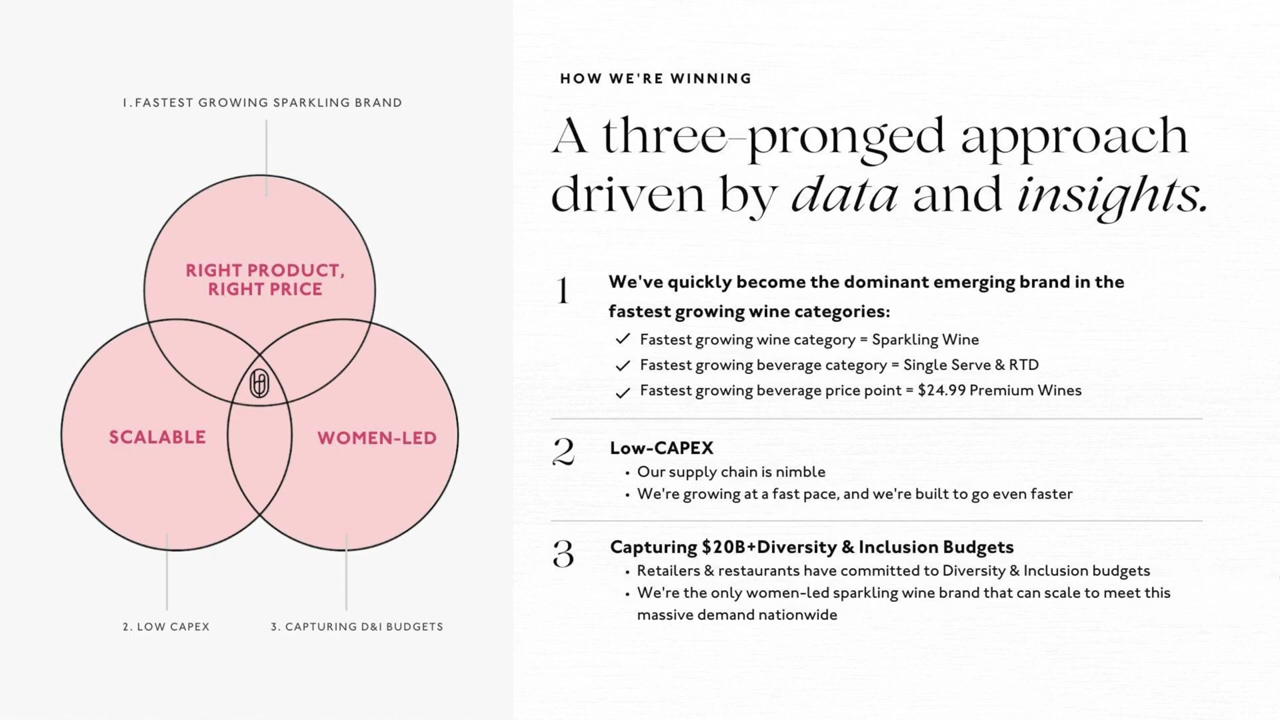 1.FASTEST GROWING SPARKLING BRAND
RIGHT PRODUCT,
RIGHT PRICE
SCALABLE
WOMEN-LED
2. LOW CAPEX
3. CAPTURING D&I BUDGETS
HOW WE'RE WINNING
A three-pronged approach
driven by data and insights.
1
We've quickly become the dominant emerging brand in the
fastest growing wine categories:
Fastest growing wine category = Sparkling Wine
Fastest growing beverage category = Single Serve & RTD
Fastest growing beverage price point = $24.99 Premium Wines
2
Low-CAPEX
• Our supply chain is nimble
• We're growing at a fast pace, and we're built to go even faster
3
Capturing $20B+Diversity & Inclusion Budgets
• Retailers & restaurants have committed to Diversity & Inclusion budgets
• We're the only women-led sparkling wine brand that can scale to meet this
massive demand nationwide